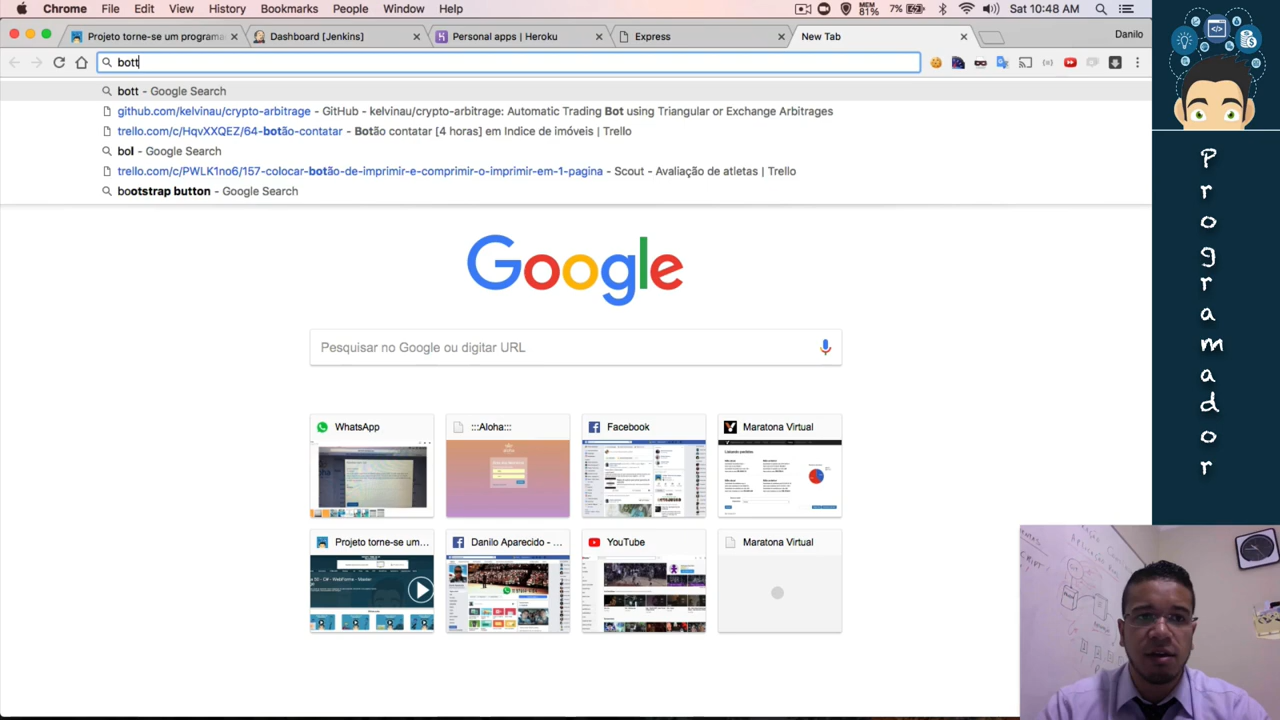 Chrome File Edit View History Bookmarks People Window Help MEM 81% 7% Sat 10:48 AM
Projeto torne-se um programa Dashboard [Jenkins] Personal apps | Heroku Express New Tab Danilo
bott
bott - Google Search
github.com/kelvinau/crypto-arbitrage - GitHub - kelvinau/crypto-arbitrage: Automatic Trading Bot using Triangular or Exchange Arbitrages
trello.com/c/HqvXXQEZ/64-botão-contatar - Botão contatar [4 horas] em Indice de imóveis | Trello
bol - Google Search
trello.com/c/PWLK1no6/157-colocar-botão-de-imprimir-e-comprimir-o-imprimir-em-1-pagina - Scout - Avaliação de atletas | Trello
bootstrap button - Google Search
Google
Pesquisar no Google ou digitar URL
WhatsApp :::Aloha::: Facebook Maratona Virtual
Projeto torne-se um... Danilo Aparecido - ... YouTube Maratona Virtual
Programador